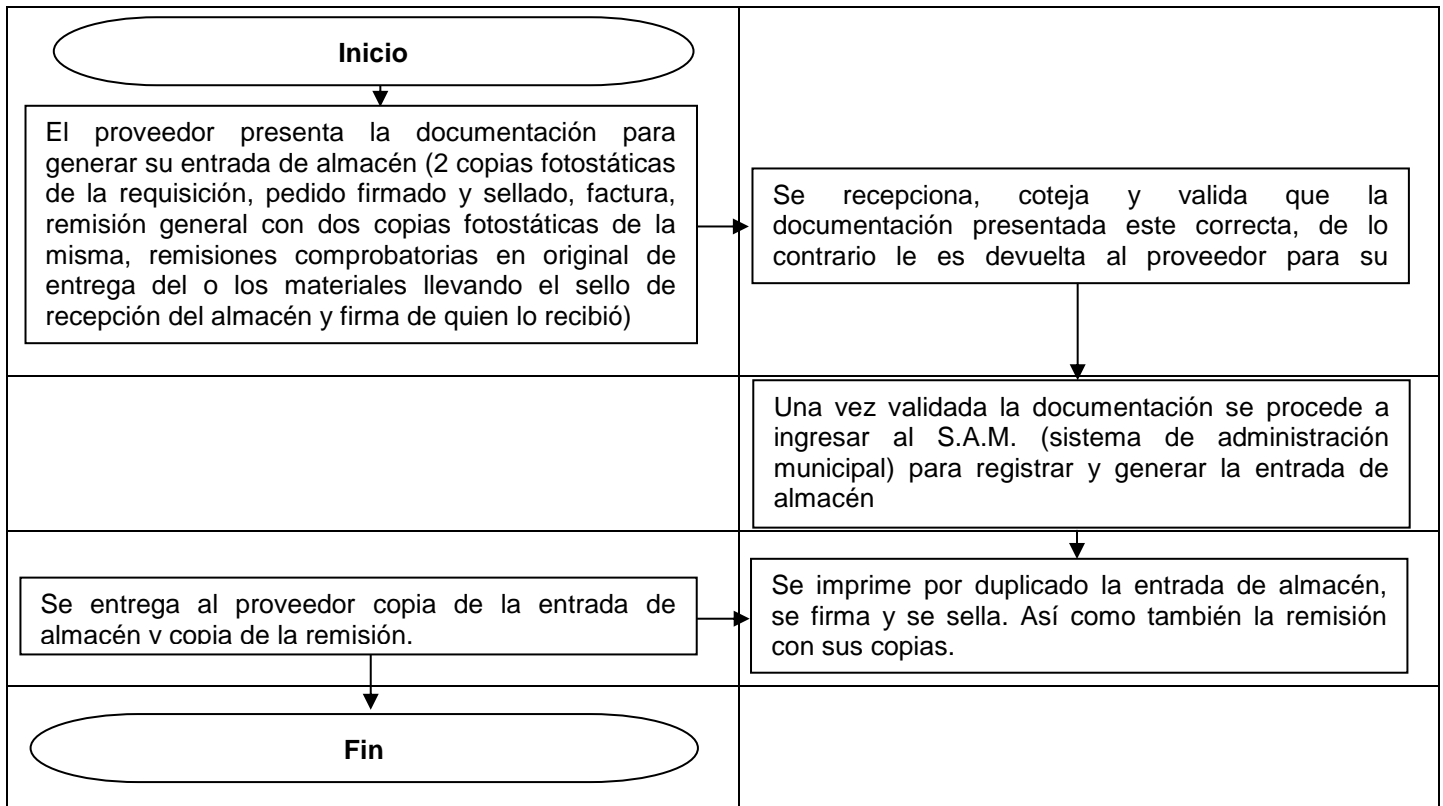 Inicio
El proveedor presenta la documentación para
generar su entrada de almacén (2 copias fotostáticas
de la requisición, pedido firmado y sellado, factura,
remisión general con dos copias fotostáticas de la
misma, remisiones comprobatorias en original de
entrega del o los materiales llevando el sello de
recepción del almacén y firma de quien lo recibió)
Se recepciona, coteja y valida que la
documentación presentada este correcta, de lo
contrario le es devuelta al proveedor para su
Una vez validada la documentación se procede a
ingresar al S.A.M. (sistema de administración
municipal) para registrar y generar la entrada de
almacén
Se imprime por duplicado la entrada de almacén,
se firma y se sella. Así como también la remisión
con sus copias.
Se entrega al proveedor copia de la entrada de
almacén y copia de la remisión.
Fin